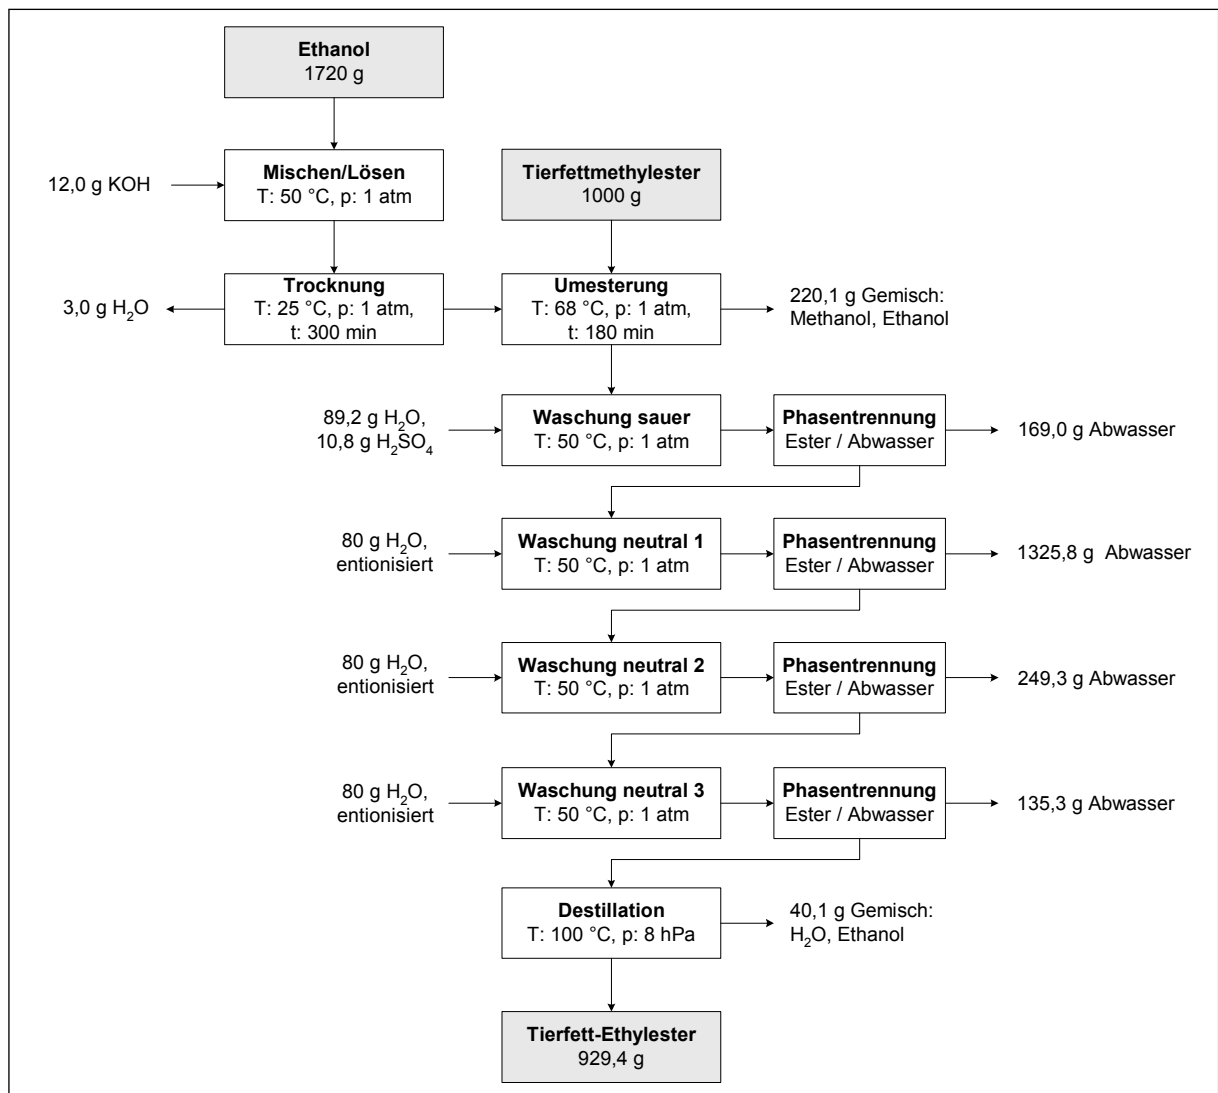 Ethanol
1720 g
12,0 g KOH
Mischen/Lösen
T: 50 °C, p: 1 atm
Tierfettmethylester
1000 g
3,0 g H₂O
Trocknung
T: 25 °C, p: 1 atm,
t: 300 min
Umesterung
T: 68 °C, p: 1 atm,
t: 180 min
220,1 g Gemisch:
Methanol, Ethanol
89,2 g H₂O,
10,8 g H₂SO₄
Waschung sauer
T: 50 °C, p: 1 atm
Phasentrennung
Ester / Abwasser
169,0 g Abwasser
80 g H₂O,
entionisiert
Waschung neutral 1
T: 50 °C, p: 1 atm
Phasentrennung
Ester / Abwasser
1325,8 g Abwasser
80 g H₂O,
entionisiert
Waschung neutral 2
T: 50 °C, p: 1 atm
Phasentrennung
Ester / Abwasser
249,3 g Abwasser
80 g H₂O,
entionisiert
Waschung neutral 3
T: 50 °C, p: 1 atm
Phasentrennung
Ester / Abwasser
135,3 g Abwasser
Destillation
T: 100 °C, p: 8 hPa
40,1 g Gemisch:
H₂O, Ethanol
Tierfett-Ethylester
929,4 g